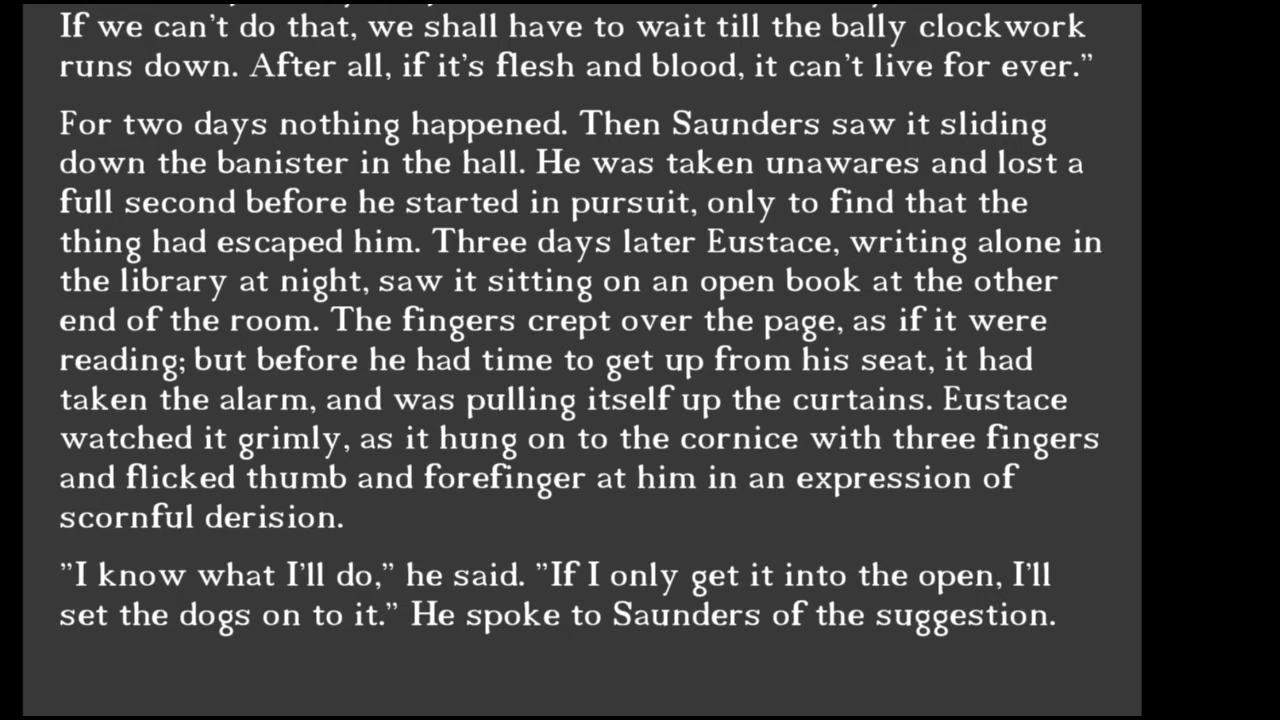 If we can’t do that, we shall have to wait till the bally clockwork
runs down. After all, if it’s flesh and blood, it can’t live for ever.”
For two days nothing happened. Then Saunders saw it sliding
down the banister in the hall. He was taken unawares and lost a
full second before he started in pursuit, only to find that the
thing had escaped him. Three days later Eustace, writing alone in
the library at night, saw it sitting on an open book at the other
end of the room. The fingers crept over the page, as if it were
reading; but before he had time to get up from his seat, it had
taken the alarm, and was pulling itself up the curtains. Eustace
watched it grimly, as it hung on to the cornice with three fingers
and flicked thumb and forefinger at him in an expression of
scornful derision.
”I know what I’ll do,” he said. ”If I only get it into the open, I’ll
set the dogs on to it.” He spoke to Saunders of the suggestion.